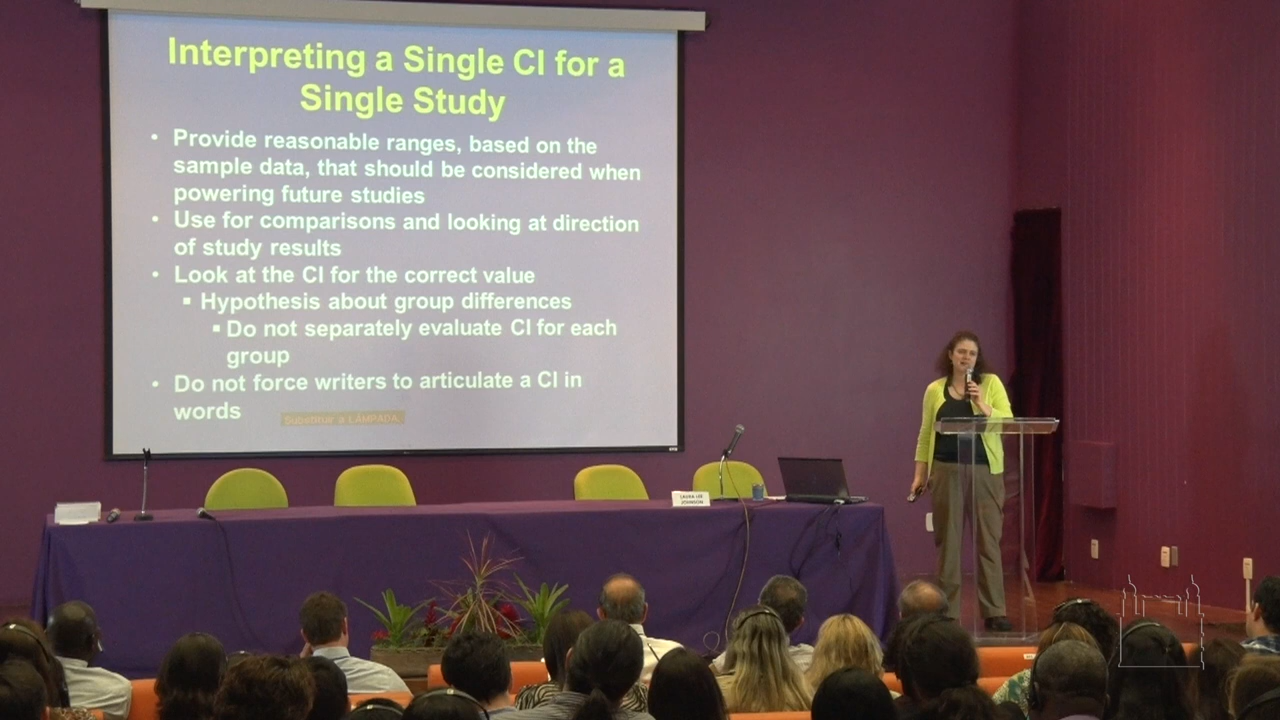 Interpreting a Single CI for a
Single Study
• Provide reasonable ranges, based on the
sample data, that should be considered when
powering future studies
• Use for comparisons and looking at direction
of study results
• Look at the CI for the correct value
▪ Hypothesis about group differences
▪ Do not separately evaluate CI for each
group
• Do not force writers to articulate a CI in
words
Substituir a LÂMPADA.
LAURA LEE
JOHNSON